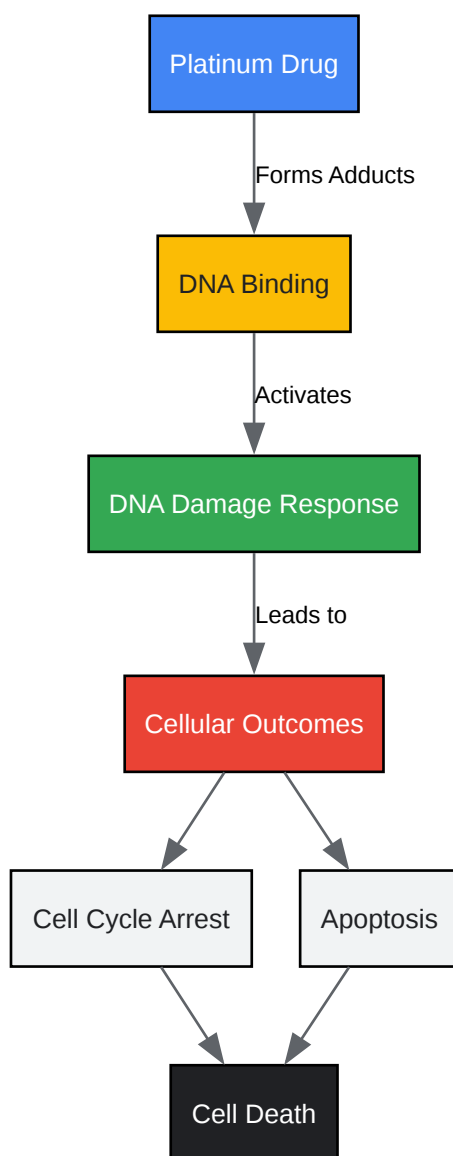 Platinum Drug
Forms Adducts
DNA Binding
Activates
DNA Damage Response
Leads to
Cellular Outcomes
Cell Cycle Arrest
Apoptosis
Cell Death